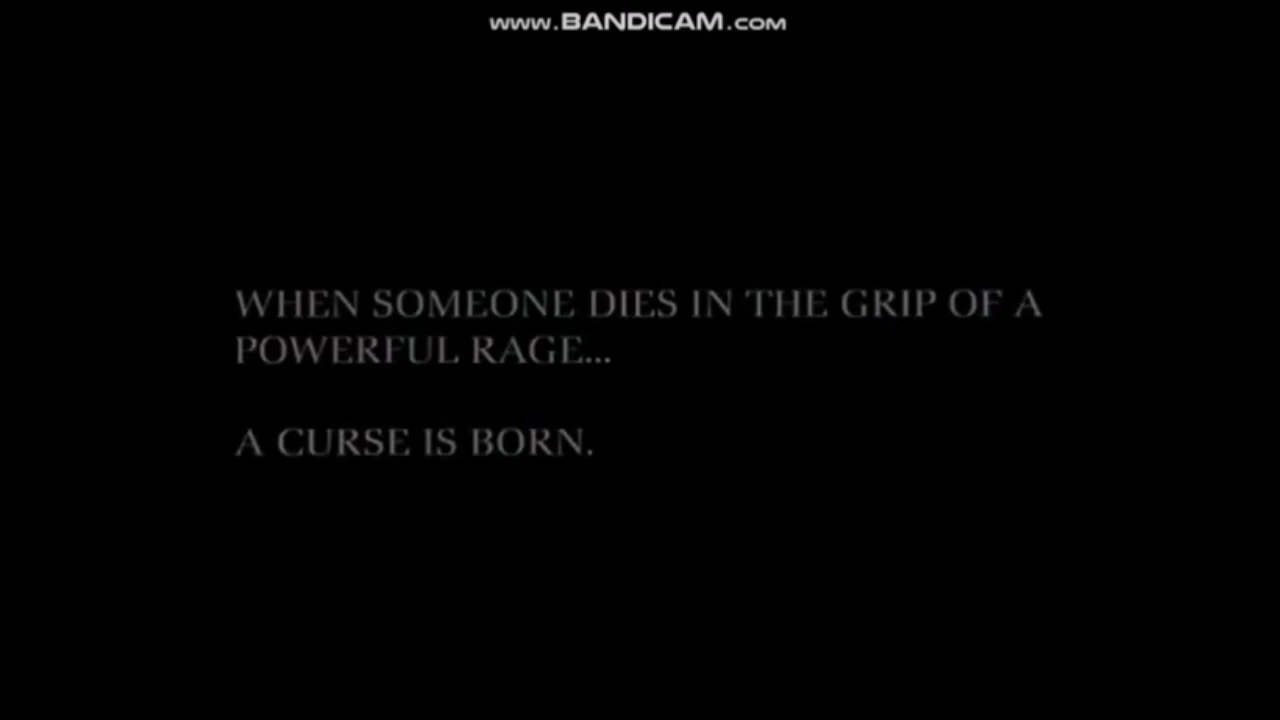 www.BANDICAM.com
WHEN SOMEONE DIES IN THE GRIP OF A
POWERFUL RAGE...
A CURSE IS BORN.